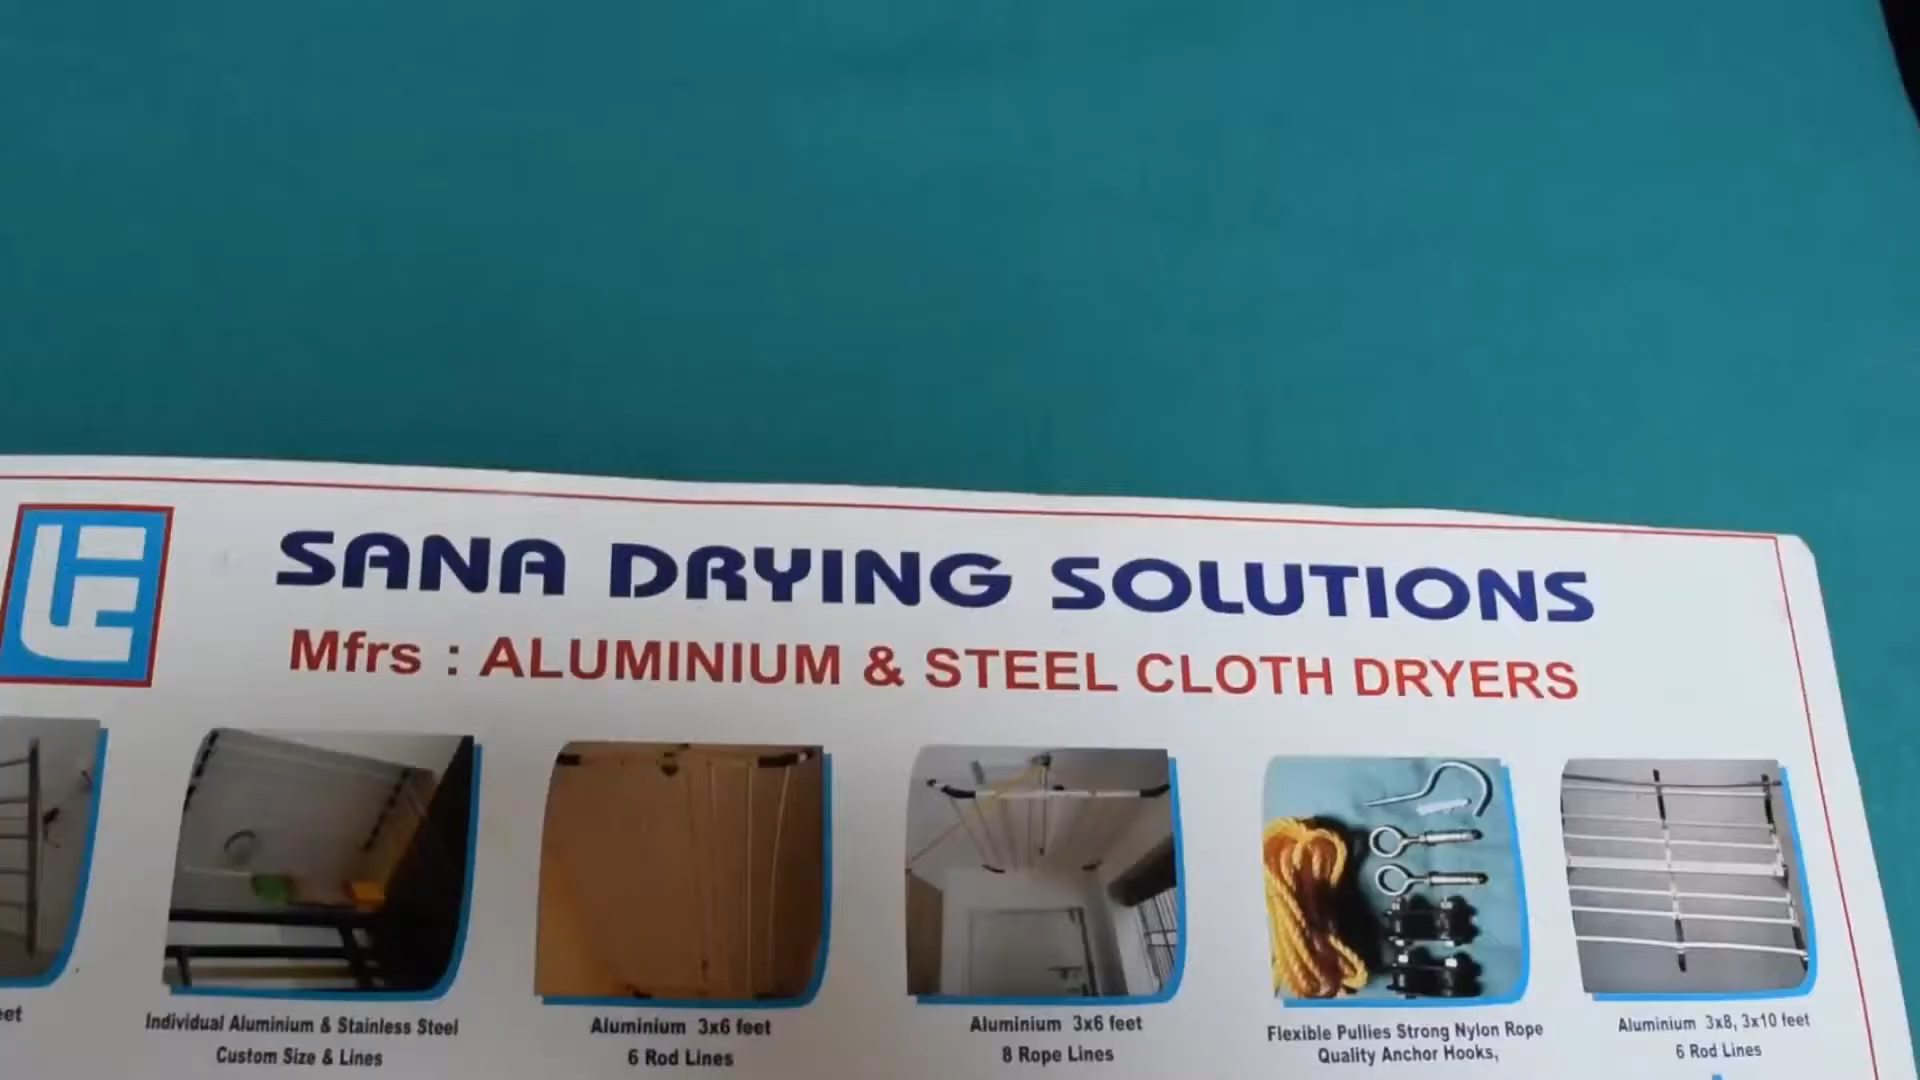 SANA DRYING SOLUTIONS
Mfrs : ALUMINIUM & STEEL CLOTH DRYERS
Individual Aluminium & Stainless Steel
Custom Size & Lines
Aluminium 3x6 feet
6 Rod Lines
Aluminium 3x6 feet
8 Rope Lines
Flexible Pullies Strong Nylon Rope
Quality Anchor Hooks,
Aluminium 3x8, 3x10 feet
6 Rod Lines